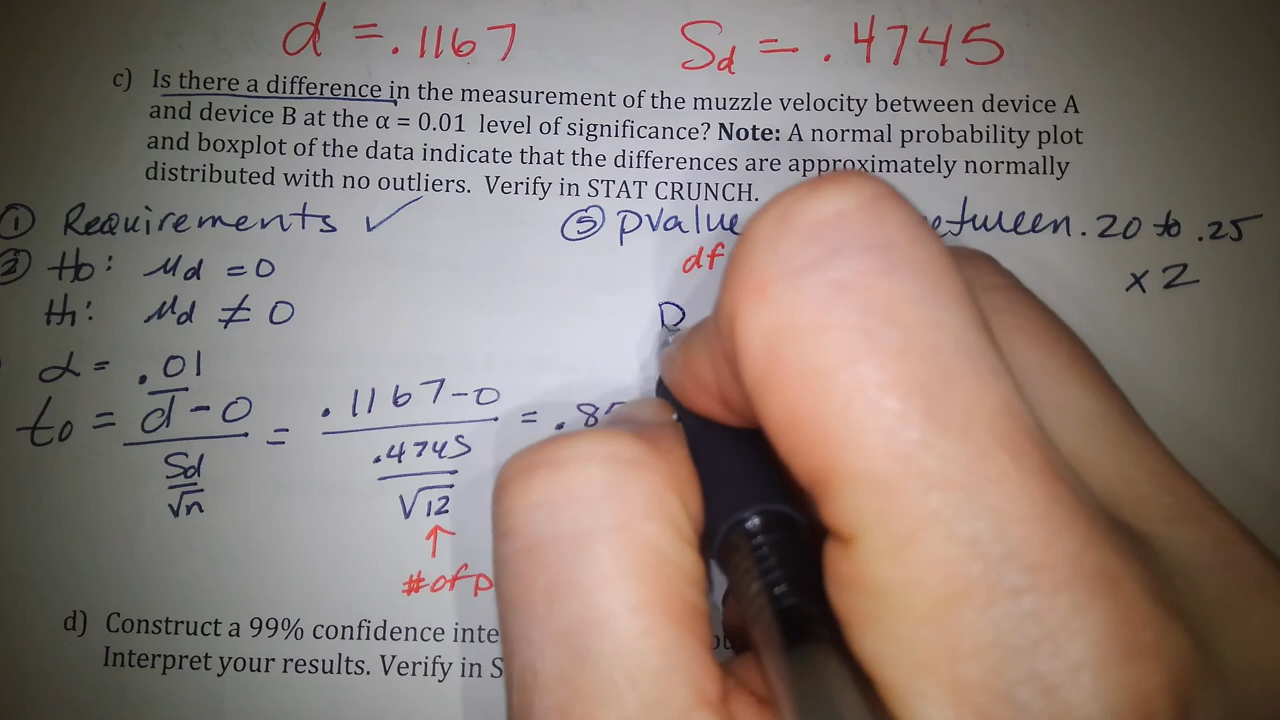 d = .1167 Sd = .4745
c) Is there a difference in the measurement of the muzzle velocity between device A
and device B at the α = 0.01 level of significance? Note: A normal probability plot
and boxplot of the data indicate that the differences are approximately normally
distributed with no outliers. Verify in STAT CRUNCH.
① Requirements ✓
② H₀: μd = 0
H₁: μd ≠ 0
α = .01
t₀ = d̅ - 0 / Sd/√n = .1167-0 / .4745/√12 = .85
↑
#of p
⑤ pvalue etween .20 to .25
df x2
d) Construct a 99% confidence inte
Interpret your results. Verify in S